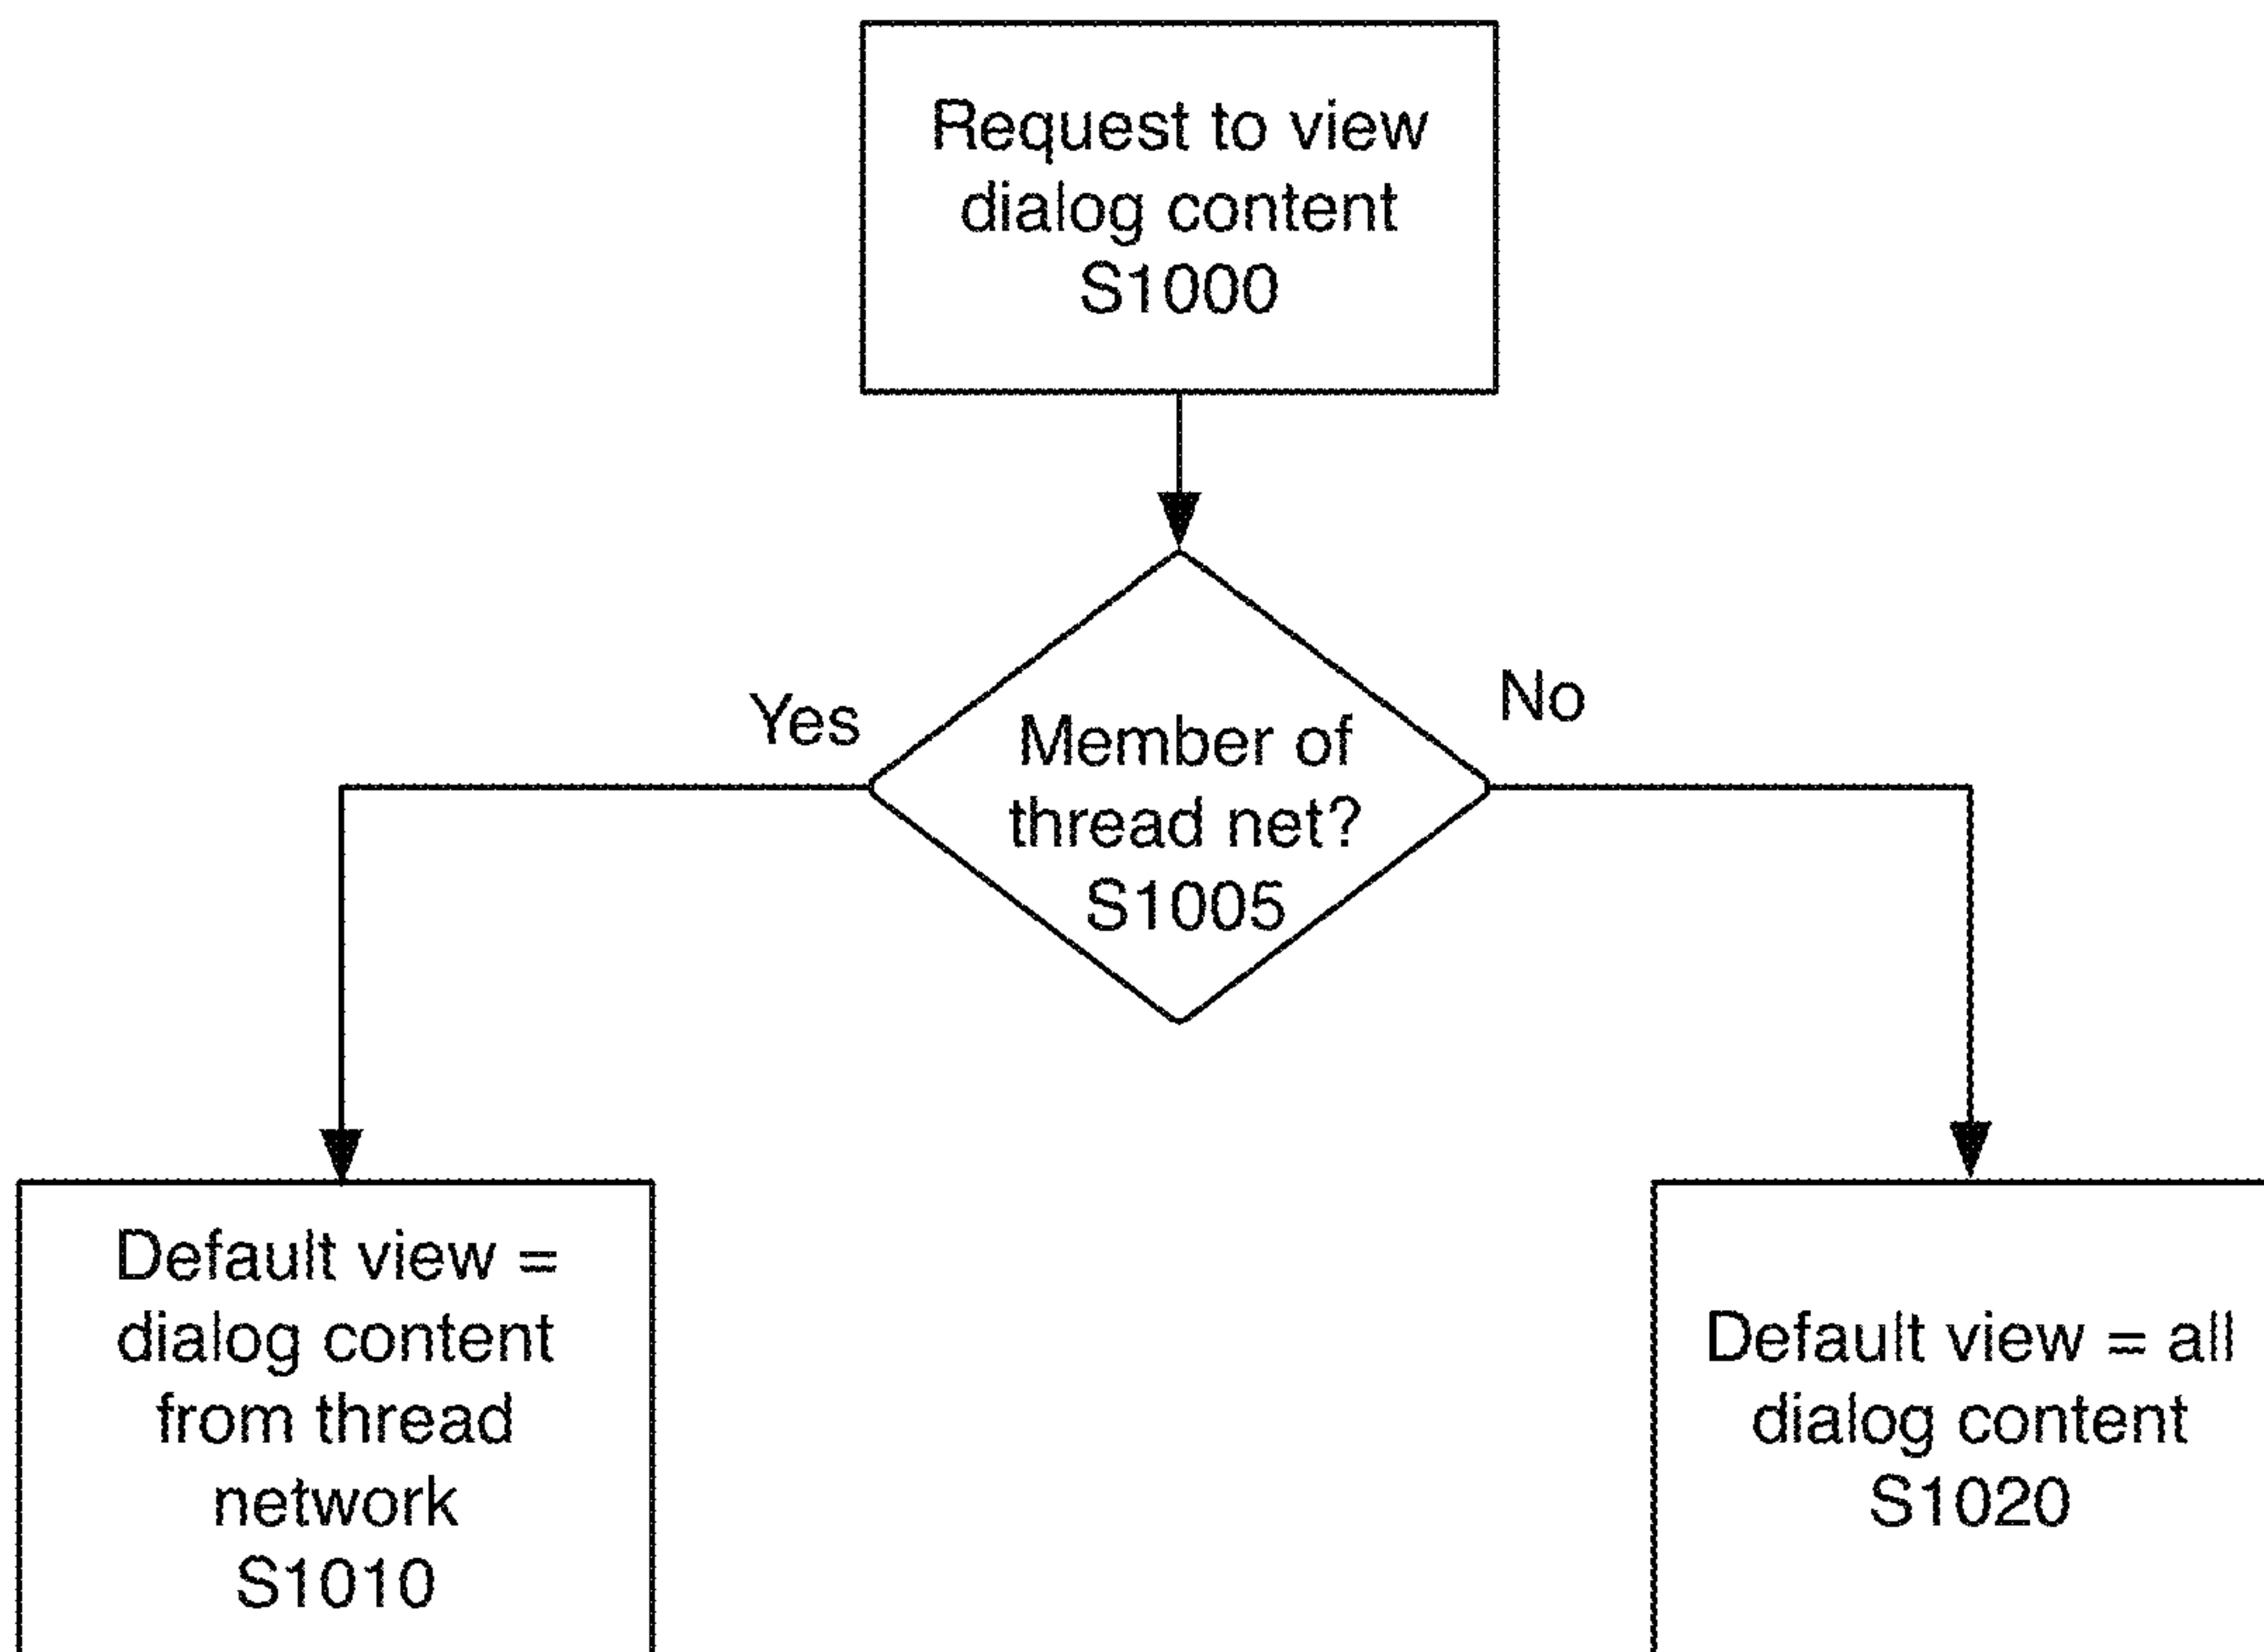 Request to view
dialog content
S1000
Yes
No
Member of
thread net?
S1005
Default view =
dialog content
from thread
network
S1010
Default view = all
dialog content
S1020